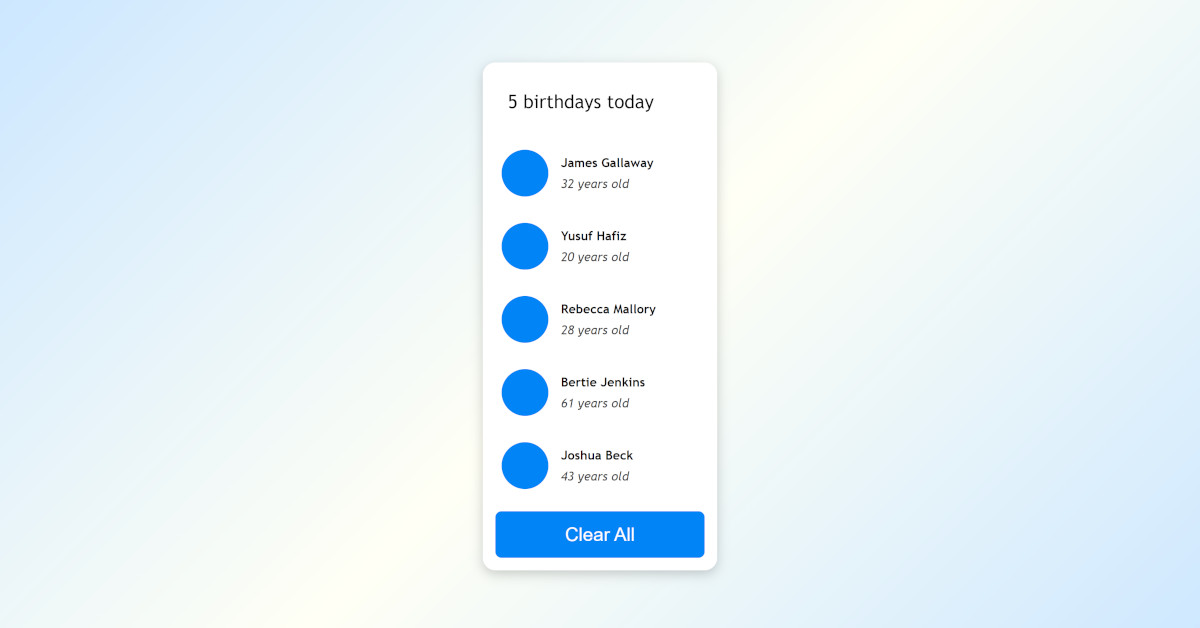 5 birthdays today
James Gallaway
32 years old
Yusuf Hafiz
20 years old
Rebecca Mallory
28 years old
Bertie Jenkins
61 years old
Joshua Beck
43 years old
Clear All